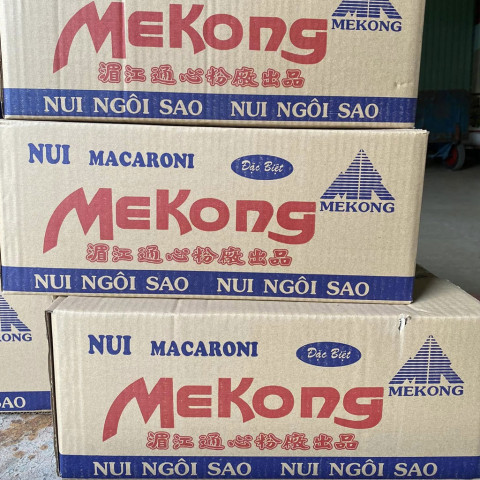 MeKong
MEKONG
湄江通心粉廠出品
NUI NGÔI SAO NUI NGÔI SAO
NUI MACARONI Đặc Biệt
MeKong
MEKONG
湄江通心粉廠出品
NUI NGÔI SAO NUI NGÔI SAO
KONG
SAO
NUI MACARONI Đặc Biệt
MeKong
MEKONG
湄江通心粉廠出品
NUI NGÔI SAO NUI NGÔI SAO